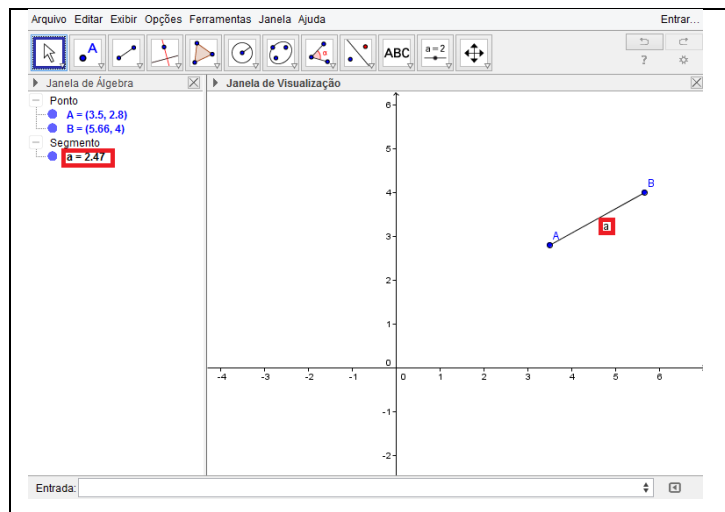 Arquivo Editar Exibir Opções Ferramentas Janela Ajuda Entrar...
A α ABC a=2 ?
Janela de Álgebra
Janela de Visualização
Ponto
A = (3.5, 2.8)
B = (5.66, 4)
Segmento
a = 2.47
6
5
4
3
2
1
0
-1
-2
-4 -3 -2 -1 0 1 2 3 4 5 6
A
a
B
Entrada: